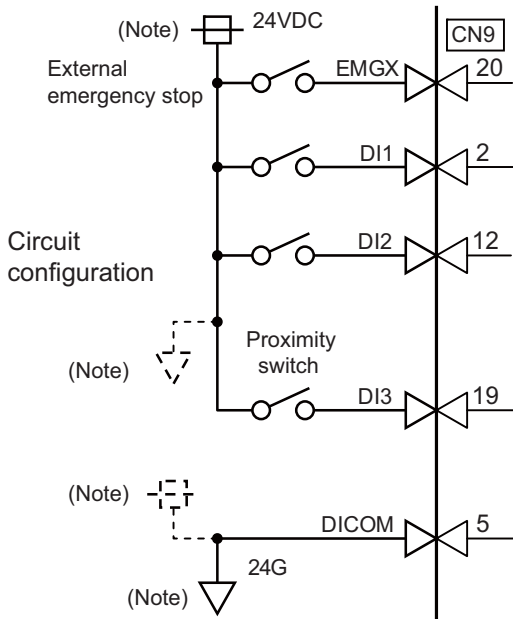 (Note)
24VDC
CN9
External
emergency stop
EMGX
20
DI1
2
Circuit
configuration
DI2
12
(Note)
Proximity
switch
DI3
19
(Note)
DICOM
5
24G
(Note)